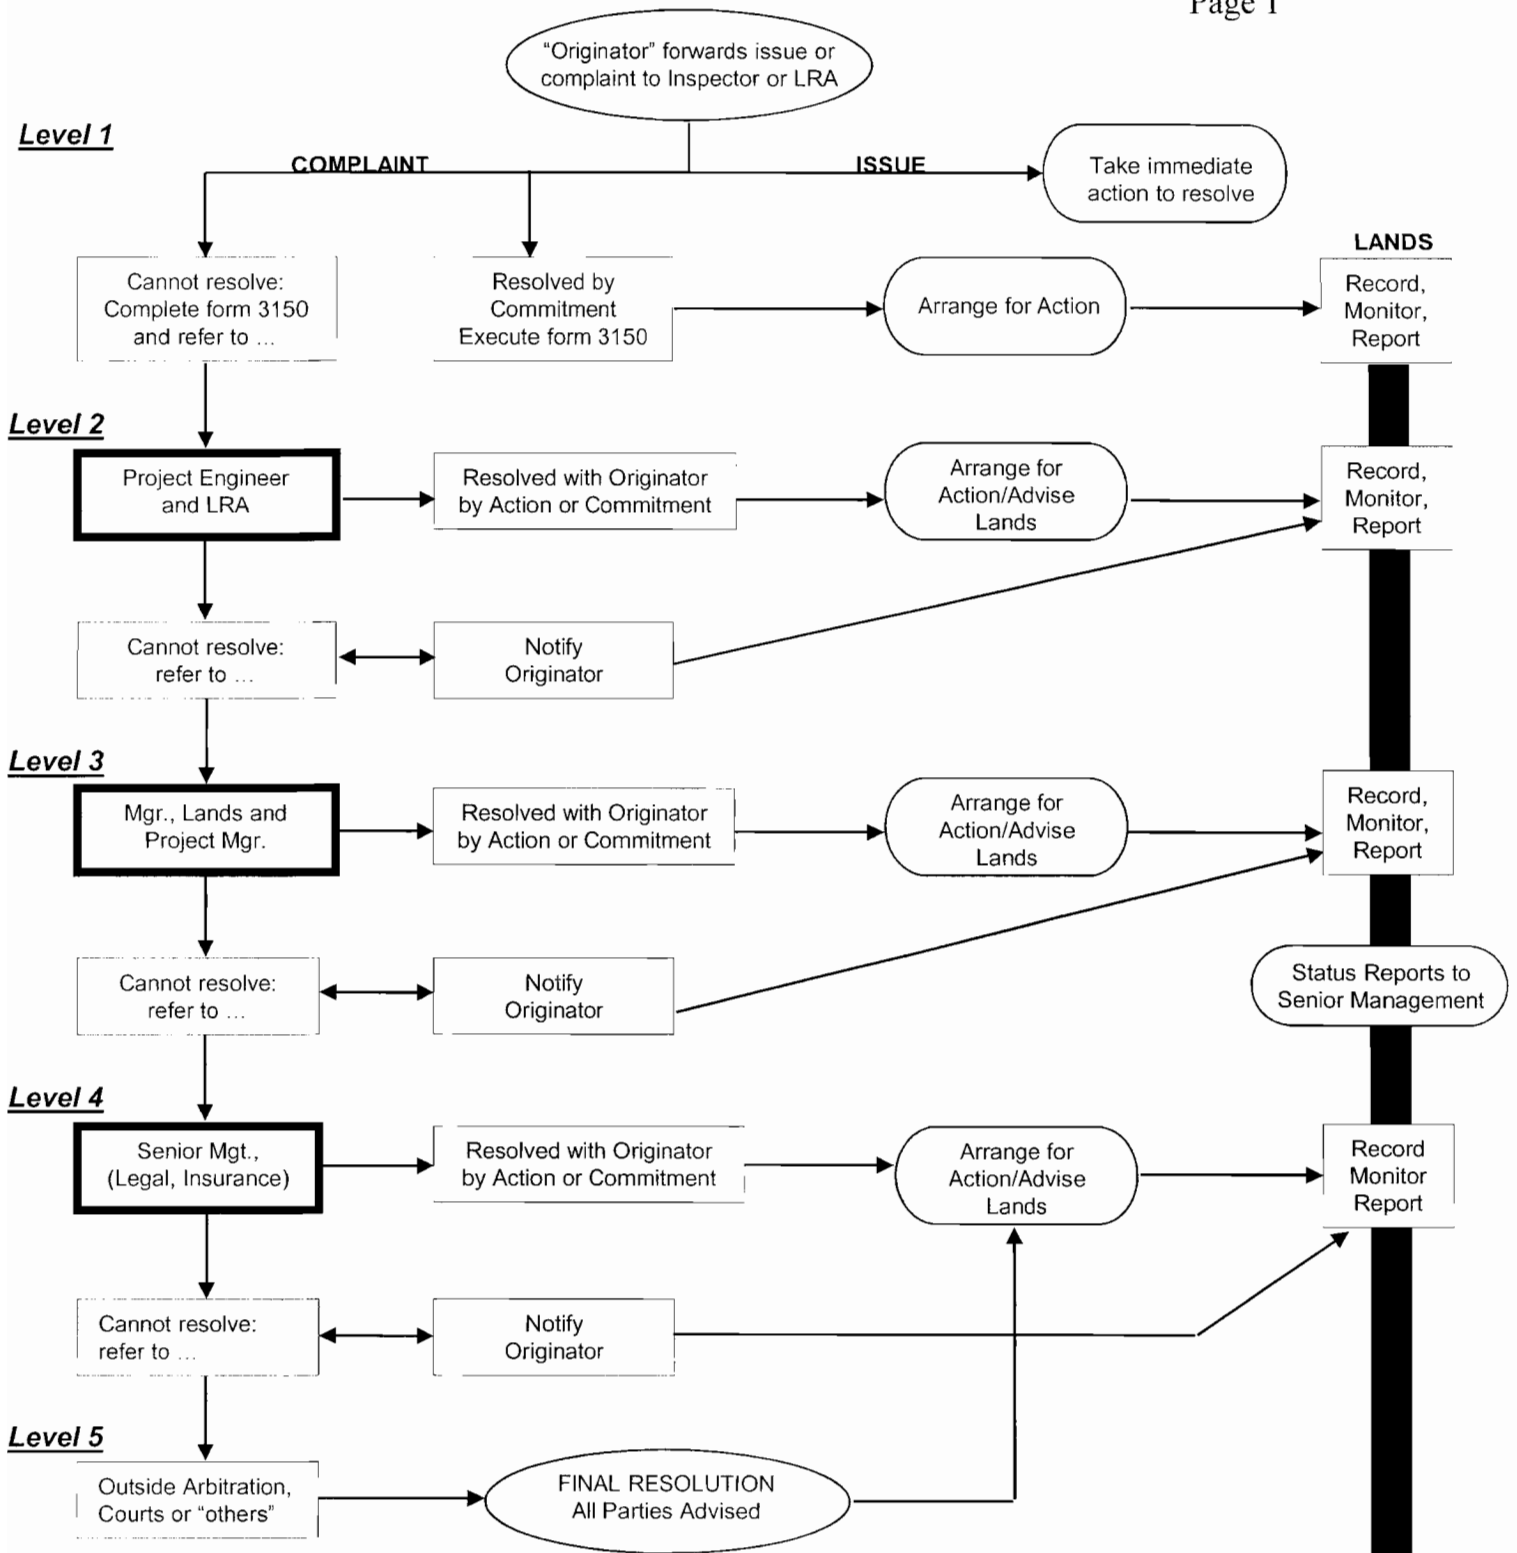 Page 1
“Originator” forwards issue or
complaint to Inspector or LRA
Level 1
COMPLAINT
ISSUE
Take immediate
action to resolve
LANDS
Cannot resolve:
Complete form 3150
and refer to ...
Resolved by
Commitment
Execute form 3150
Arrange for Action
Record,
Monitor,
Report
Level 2
Project Engineer
and LRA
Resolved with Originator
by Action or Commitment
Arrange for
Action/Advise
Lands
Record,
Monitor,
Report
Cannot resolve:
refer to ...
Notify
Originator
Level 3
Mgr., Lands and
Project Mgr.
Resolved with Originator
by Action or Commitment
Arrange for
Action/Advise
Lands
Record,
Monitor,
Report
Cannot resolve:
refer to ...
Notify
Originator
Status Reports to
Senior Management
Level 4
Senior Mgt.,
(Legal, Insurance)
Resolved with Originator
by Action or Commitment
Arrange for
Action/Advise
Lands
Record
Monitor
Report
Cannot resolve:
refer to ...
Notify
Originator
Level 5
Outside Arbitration,
Courts or “others”
FINAL RESOLUTION
All Parties Advised